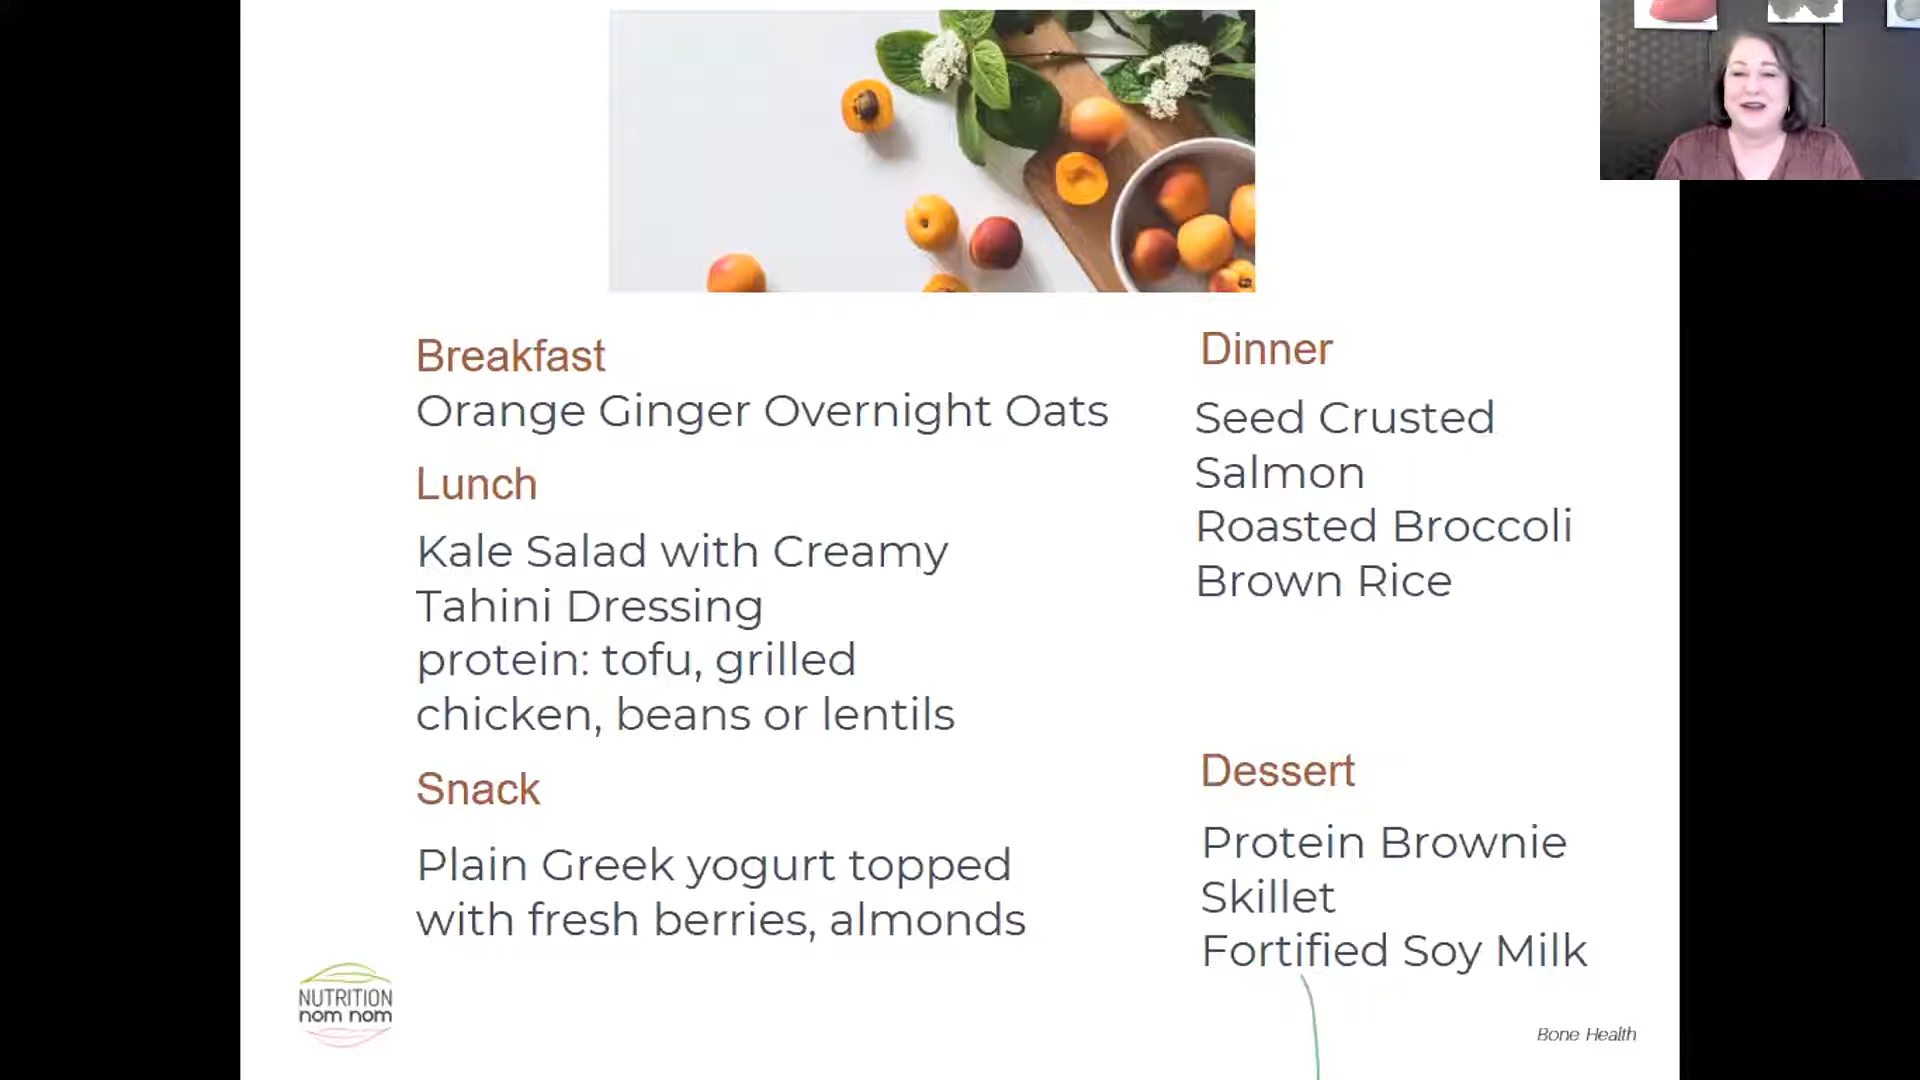 Breakfast
Orange Ginger Overnight Oats
Lunch
Kale Salad with Creamy
Tahini Dressing
protein: tofu, grilled
chicken, beans or lentils
Snack
Plain Greek yogurt topped
with fresh berries, almonds
Dinner
Seed Crusted
Salmon
Roasted Broccoli
Brown Rice
Dessert
Protein Brownie
Skillet
Fortified Soy Milk
NUTRITION
nom nom
Bone Health